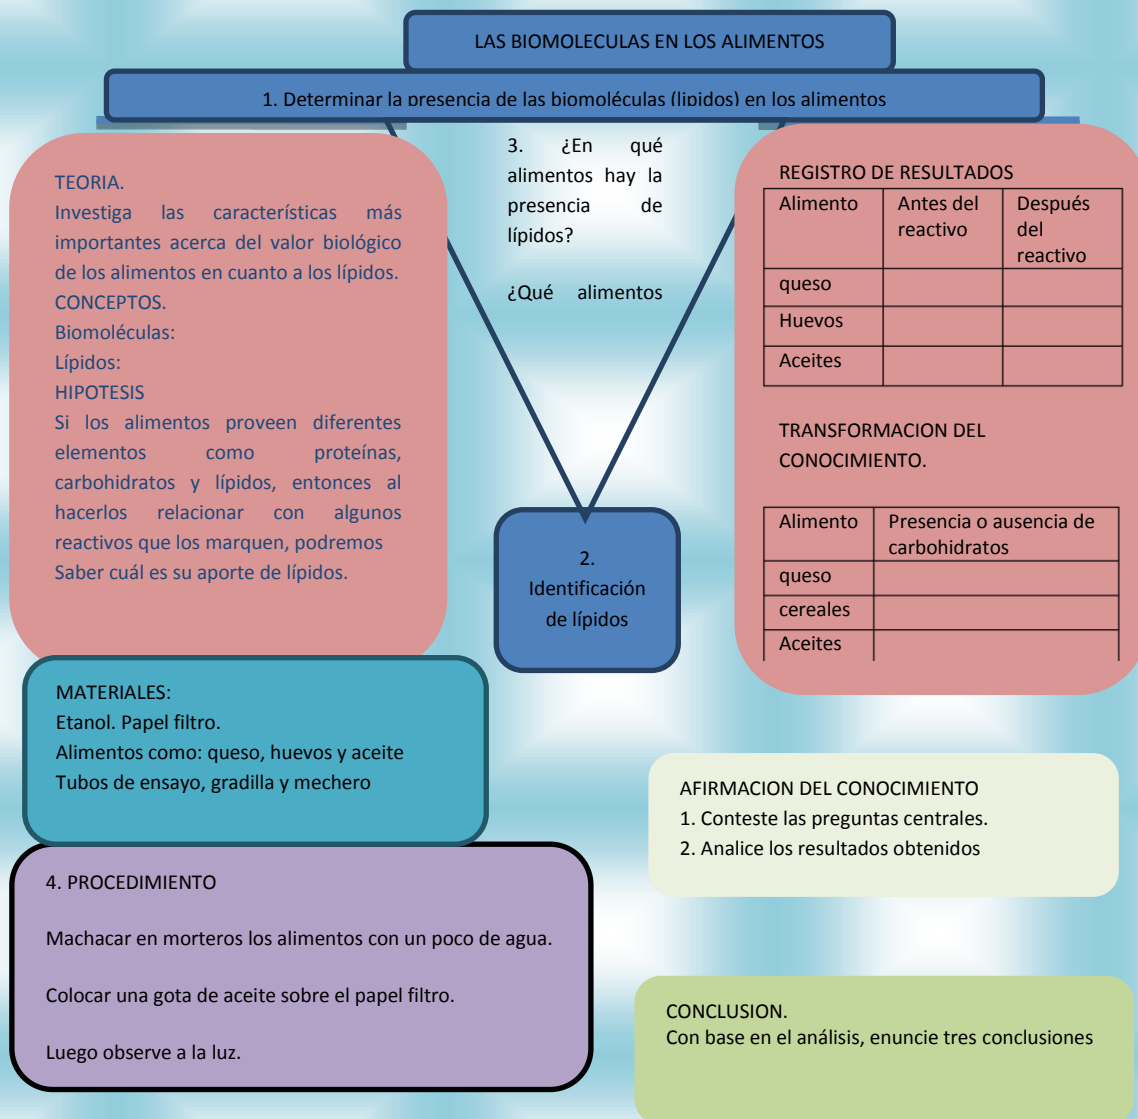 LAS BIOMOLECULAS EN LOS ALIMENTOS
1. Determinar la presencia de las biomoléculas (lipidos) en los alimentos
TEORIA.
Investiga las características más
importantes acerca del valor biológico
de los alimentos en cuanto a los lípidos.
CONCEPTOS.
Biomoléculas:
Lípidos:
HIPOTESIS
Si los alimentos proveen diferentes
elementos como proteínas,
carbohidratos y lípidos, entonces al
hacerlos relacionar con algunos
reactivos que los marquen, podremos
Saber cuál es su aporte de lípidos.
3. ¿En qué
alimentos hay la
presencia de
lípidos?
¿Qué alimentos
2.
Identificación
de lípidos
REGISTRO DE RESULTADOS
Alimento Antes del Después
reactivo del
reactivo
queso
Huevos
Aceites
TRANSFORMACION DEL
CONOCIMIENTO.
Alimento Presencia o ausencia de
carbohidratos
queso
cereales
Aceites
MATERIALES:
Etanol. Papel filtro.
Alimentos como: queso, huevos y aceite
Tubos de ensayo, gradilla y mechero
4. PROCEDIMIENTO
Machacar en morteros los alimentos con un poco de agua.
Colocar una gota de aceite sobre el papel filtro.
Luego observe a la luz.
AFIRMACION DEL CONOCIMIENTO
1. Conteste las preguntas centrales.
2. Analice los resultados obtenidos
CONCLUSION.
Con base en el análisis, enuncie tres conclusiones